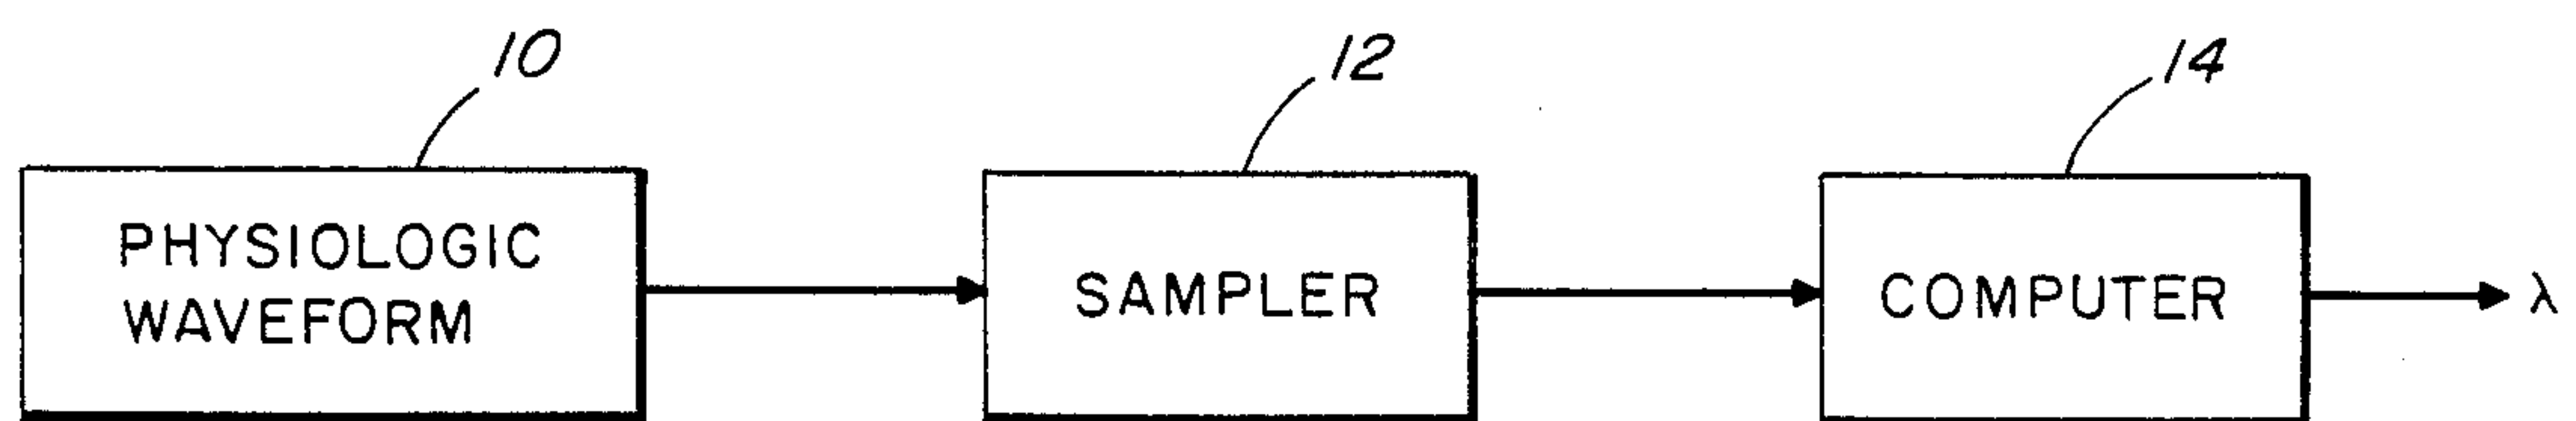 10
12
14
PHYSIOLOGIC
WAVEFORM
SAMPLER
COMPUTER
λ